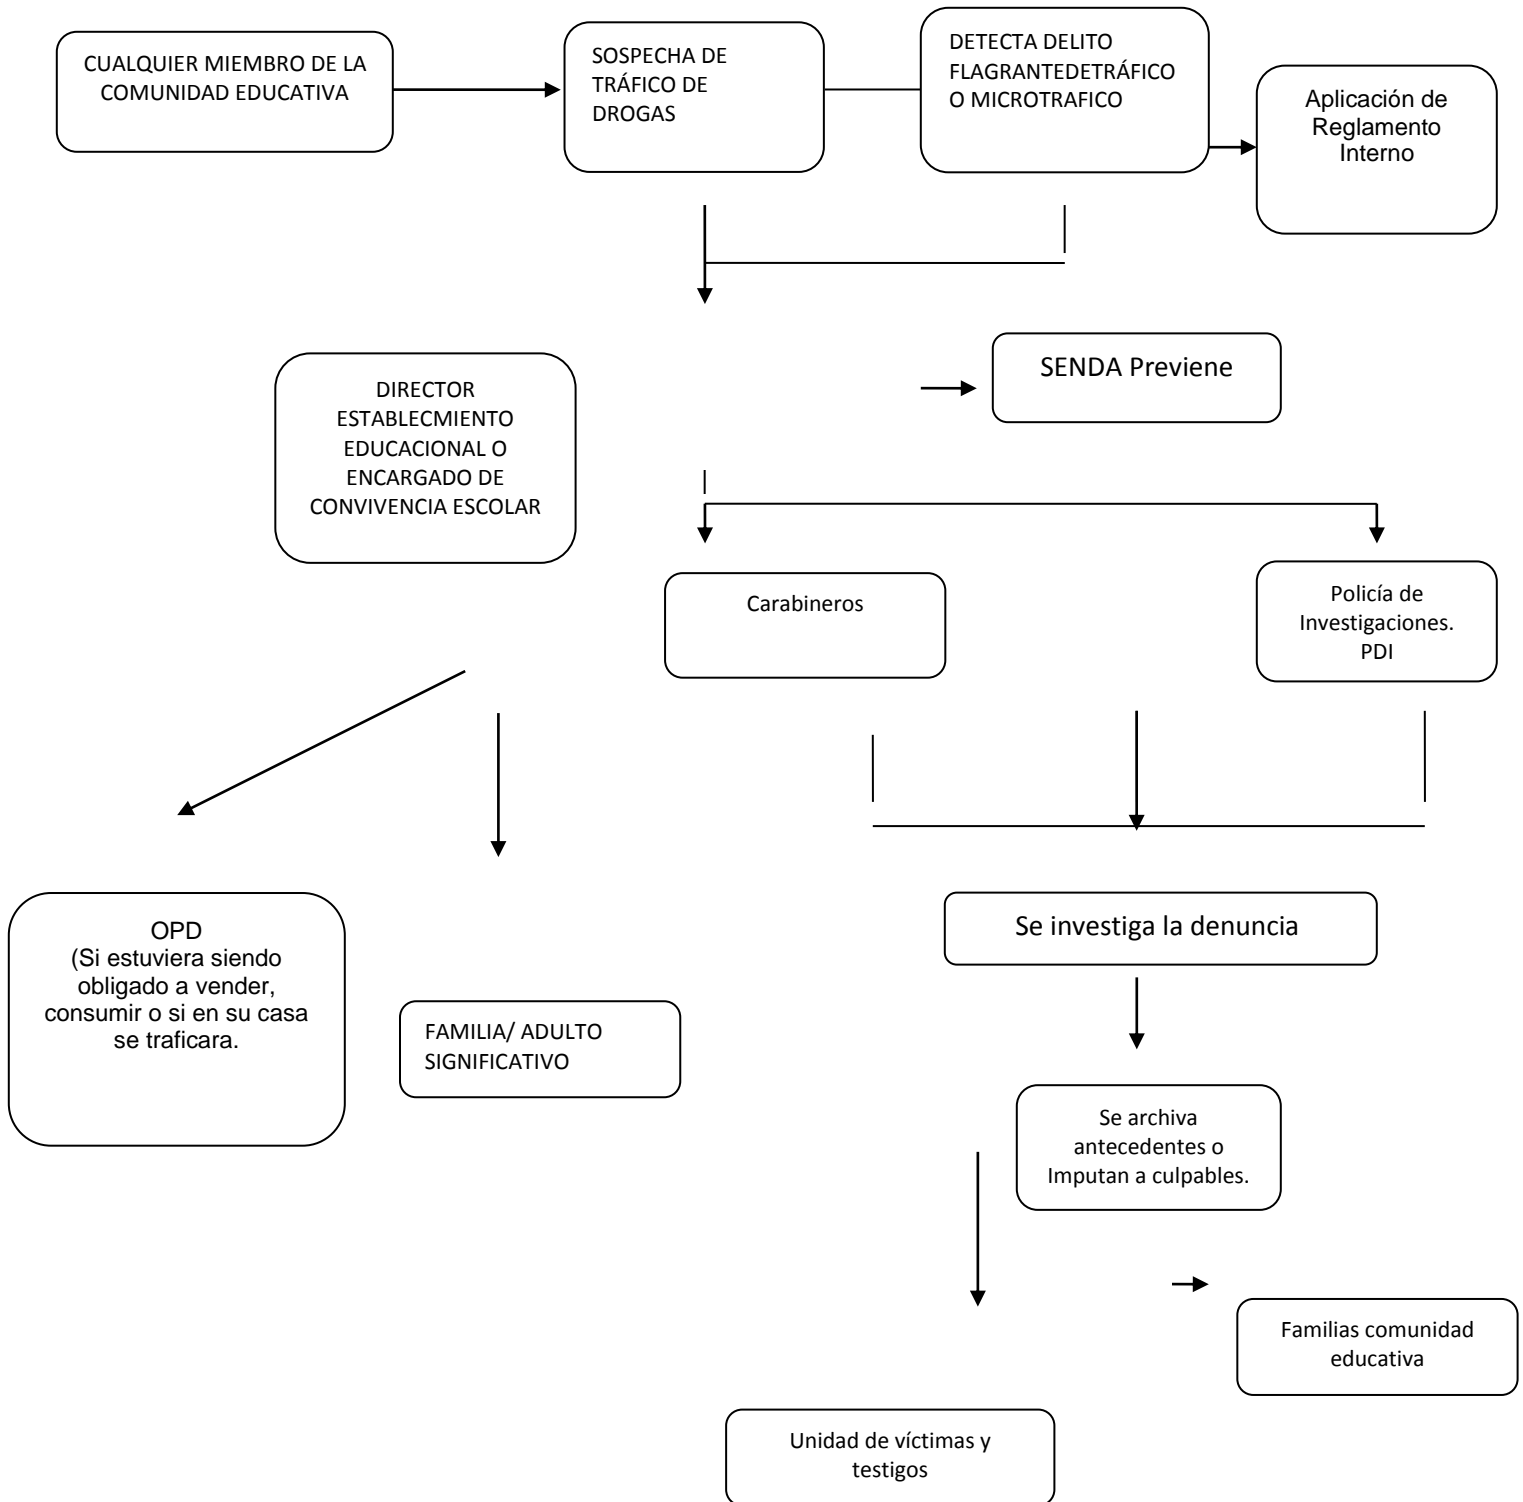 CUALQUIER MIEMBRO DE LA
COMUNIDAD EDUCATIVA
SOSPECHA DE
TRÁFICO DE
DROGAS
DETECTA DELITO
FLAGRANTEDETRÁFICO
O MICROTRAFICO
Aplicación de
Reglamento
Interno
DIRECTOR
ESTABLECMIENTO
EDUCACIONAL O
ENCARGADO DE
CONVIVENCIA ESCOLAR
SENDA Previene
Carabineros
Policía de
Investigaciones.
PDI
OPD
(Si estuviera siendo
obligado a vender,
consumir o si en su casa
se traficara.
FAMILIA/ ADULTO
SIGNIFICATIVO
Se investiga la denuncia
Se archiva
antecedentes o
Imputan a culpables.
Familias comunidad
educativa
Unidad de víctimas y
testigos